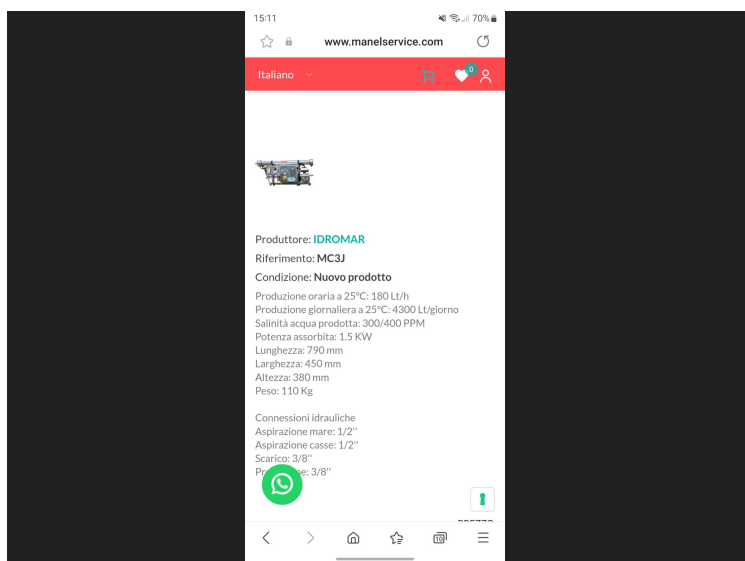 15:11
70%
www.manelservice.com
Italiano
0
Produttore: IDROMAR
Riferimento: MC3J
Condizione: Nuovo prodotto
Produzione oraria a 25°C: 180 Lt/h
Produzione giornaliera a 25°C: 4300 Lt/giorno
Salinità acqua prodotta: 300/400 PPM
Potenza assorbita: 1.5 KW
Lunghezza: 790 mm
Larghezza: 450 mm
Altezza: 380 mm
Peso: 110 Kg
Connessioni idrauliche
Aspirazione mare: 1/2''
Aspirazione casse: 1/2''
Scarico: 3/8''
3/8''
10